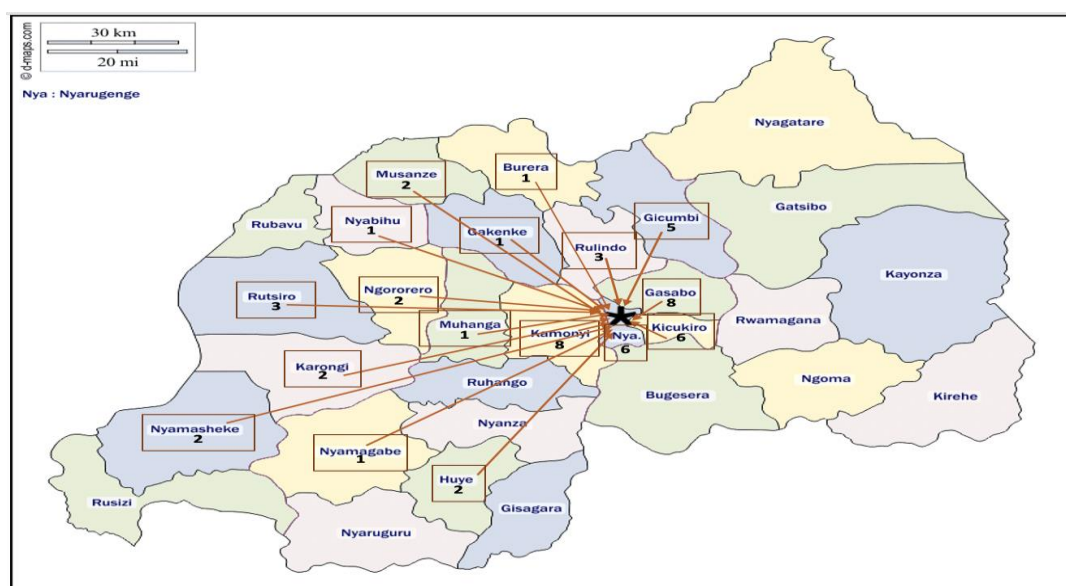 30 km
20 mi
© d-maps.com
Nya : Nyarugenge
Nyagatare
Burera
1
Musanze
2
Gatsibo
Gicumbi
5
Nyabihu
1
Rubavu
Gakenke
1
Rulindo
3
Kayonza
Gasabo
8
Rutsiro
3
Ngororero
2
Rwamagana
Muhanga
1
Kamonyi
8
Nya.
6
Kicukiro
6
Karongi
2
Ruhango
Ngoma
Bugesera
Kirehe
Nyamasheke
2
Nyanza
Nyamagabe
1
Huye
2
Rusizi
Gisagara
Nyaruguru